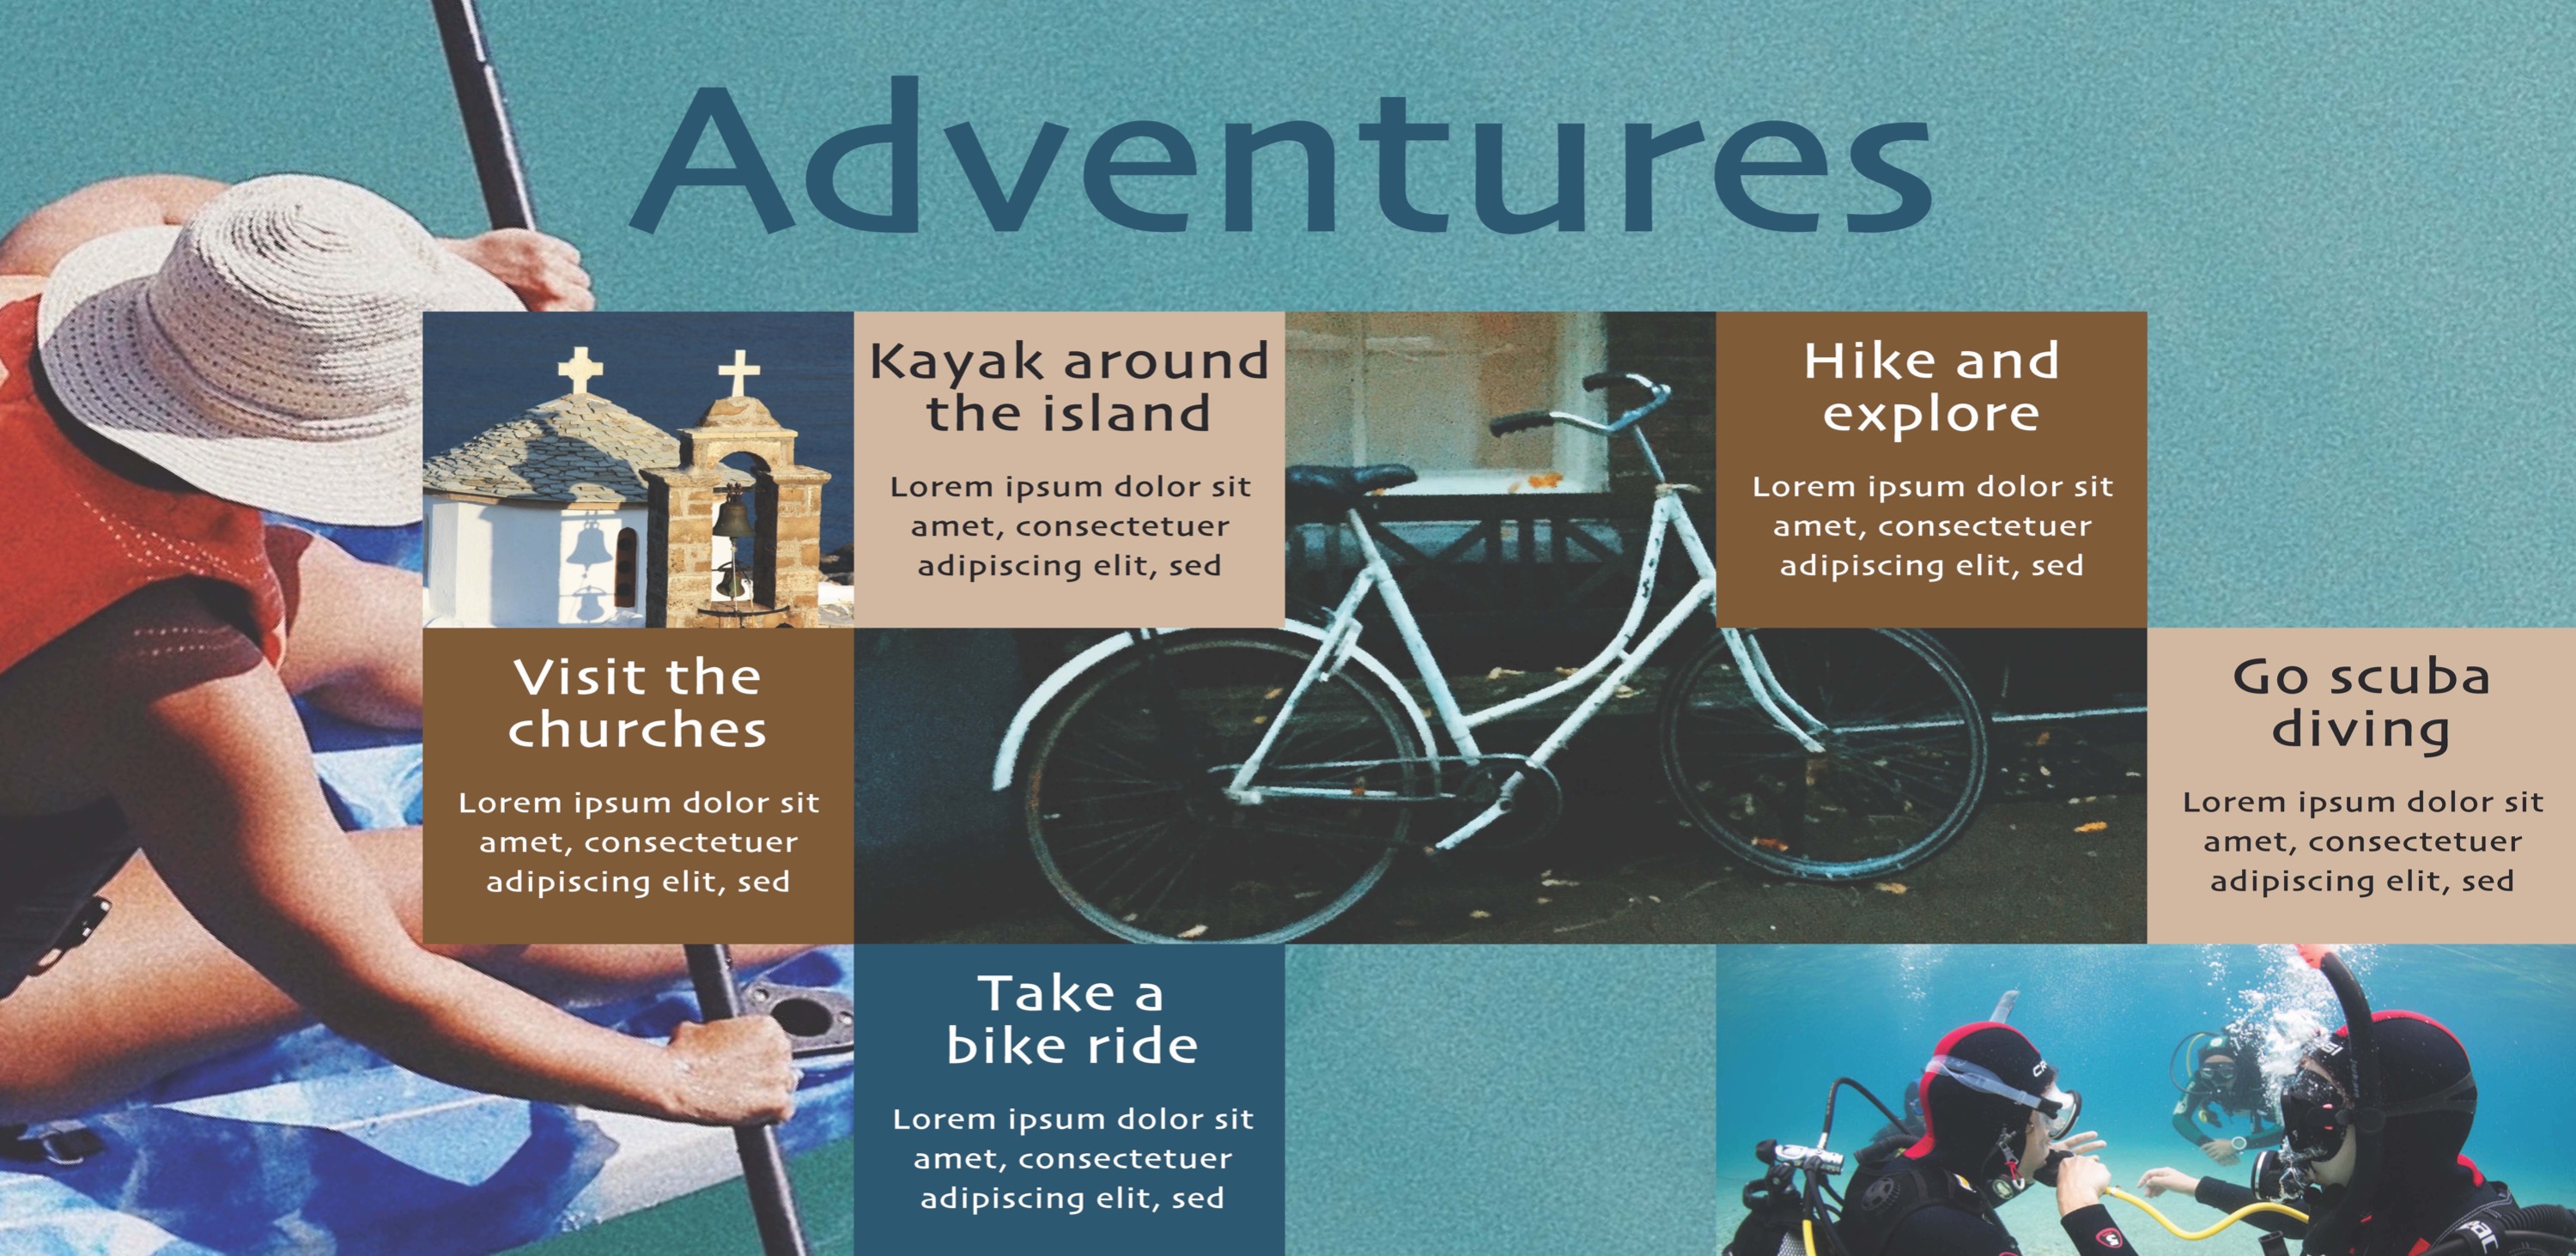 Adventures
Kayak around
the island
Lorem ipsum dolor sit
amet, consectetuer
adipiscing elit, sed
Hike and
explore
Lorem ipsum dolor sit
amet, consectetuer
adipiscing elit, sed
Visit the
churches
Lorem ipsum dolor sit
amet, consectetuer
adipiscing elit, sed
Go scuba
diving
Lorem ipsum dolor sit
amet, consectetuer
adipiscing elit, sed
Take a
bike ride
Lorem ipsum dolor sit
amet, consectetuer
adipiscing elit, sed